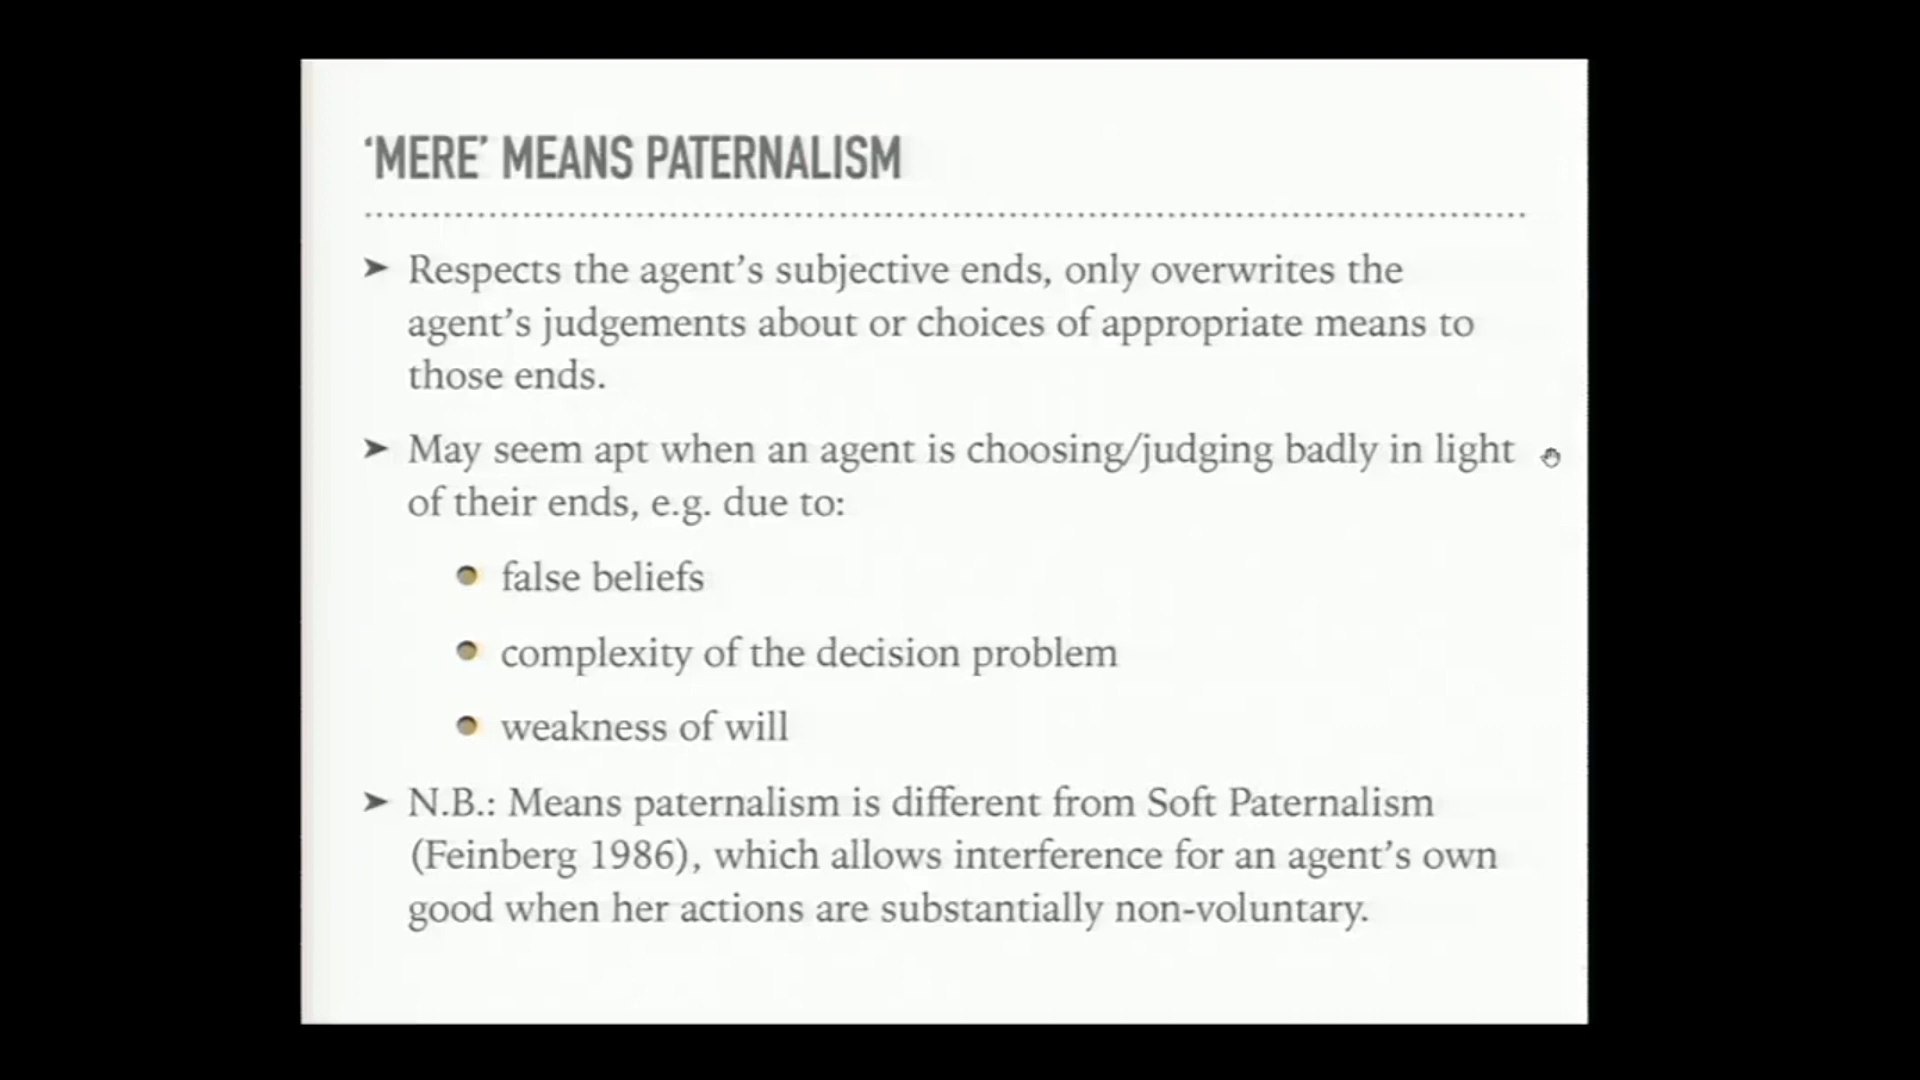 ‘MERE’ MEANS PATERNALISM
➤ Respects the agent’s subjective ends, only overwrites the
agent’s judgements about or choices of appropriate means to
those ends.
➤ May seem apt when an agent is choosing/judging badly in light
of their ends, e.g. due to:
• false beliefs
• complexity of the decision problem
• weakness of will
➤ N.B.: Means paternalism is different from Soft Paternalism
(Feinberg 1986), which allows interference for an agent’s own
good when her actions are substantially non-voluntary.